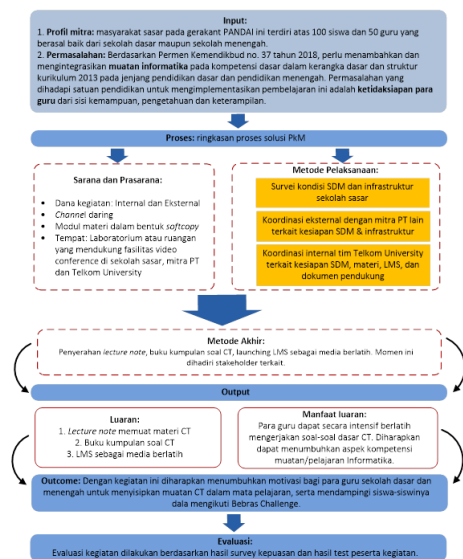 Input:
1. Profil mitra: masyarakat sasar pada gerakant PANDAI ini terdiri atas 100 siswa dan 50 guru yang
berasal baik dari sekolah dasar maupun sekolah menengah.
2. Permasalahan: Berdasarkan Permen Kemendikbud no. 37 tahun 2018, perlu menambahkan dan
mengintegrasikan muatan informatika pada kompetensi dasar dalam kerangka dasar dan struktur
kurikulum 2013 pada jenjang pendidikan dasar dan pendidikan menengah. Permasalahan yang
dihadapi satuan pendidikan untuk mengimplementasikan pembelajaran ini adalah ketidaksiapan para
guru dari sisi kemampuan, pengetahuan dan keterampilan.
Proses: ringkasan proses solusi PkM
Sarana dan Prasarana:
• Dana kegiatan: Internal dan Eksternal
• Channel daring
• Modul materi dalam bentuk softcopy
• Tempat: Laboratorium atau ruangan
yang mendukung fasilitas video
conference di sekolah sasar, mitra PT
dan Telkom University
Metode Pelaksanaan:
Survei kondisi SDM dan infrastruktur
sekolah sasar
Koordinasi eksternal dengan mitra PT lain
terkait kesiapan SDM & infrastruktur
Koordinasi internal tim Telkom University
terkait kesiapan SDM, materi, LMS, dan
dokumen pendukung
Metode Akhir:
Penyerahan lecture note, buku kumpulan soal CT, launching LMS sebagai media berlatih. Momen ini
dihadiri stakeholder terkait.
Output
Luaran:
1. Lecture note memuat materi CT
2. Buku kumpulan soal CT
3. LMS sebagai media berlatih
Manfaat luaran:
Para guru dapat secara intensif berlatih
mengerjakan soal-soal dasar CT. Diharapkan
dapat menumbuhkan aspek kompetensi
muatan/pelajaran Informatika.
Outcome: Dengan kegiatan ini diharapkan menumbuhkan motivasi bagi guru sekolah dasar dan
menengah untuk menyisipkan muatan CT dalam mata pelajaran, serta mendampingi siswa-siswinya
dala mengikuti Bebras Challenge.
Evaluasi:
Evaluasi kegiatan dilakukan berdasarkan hasil survey kepuasan dan hasil test peserta kegiatan.